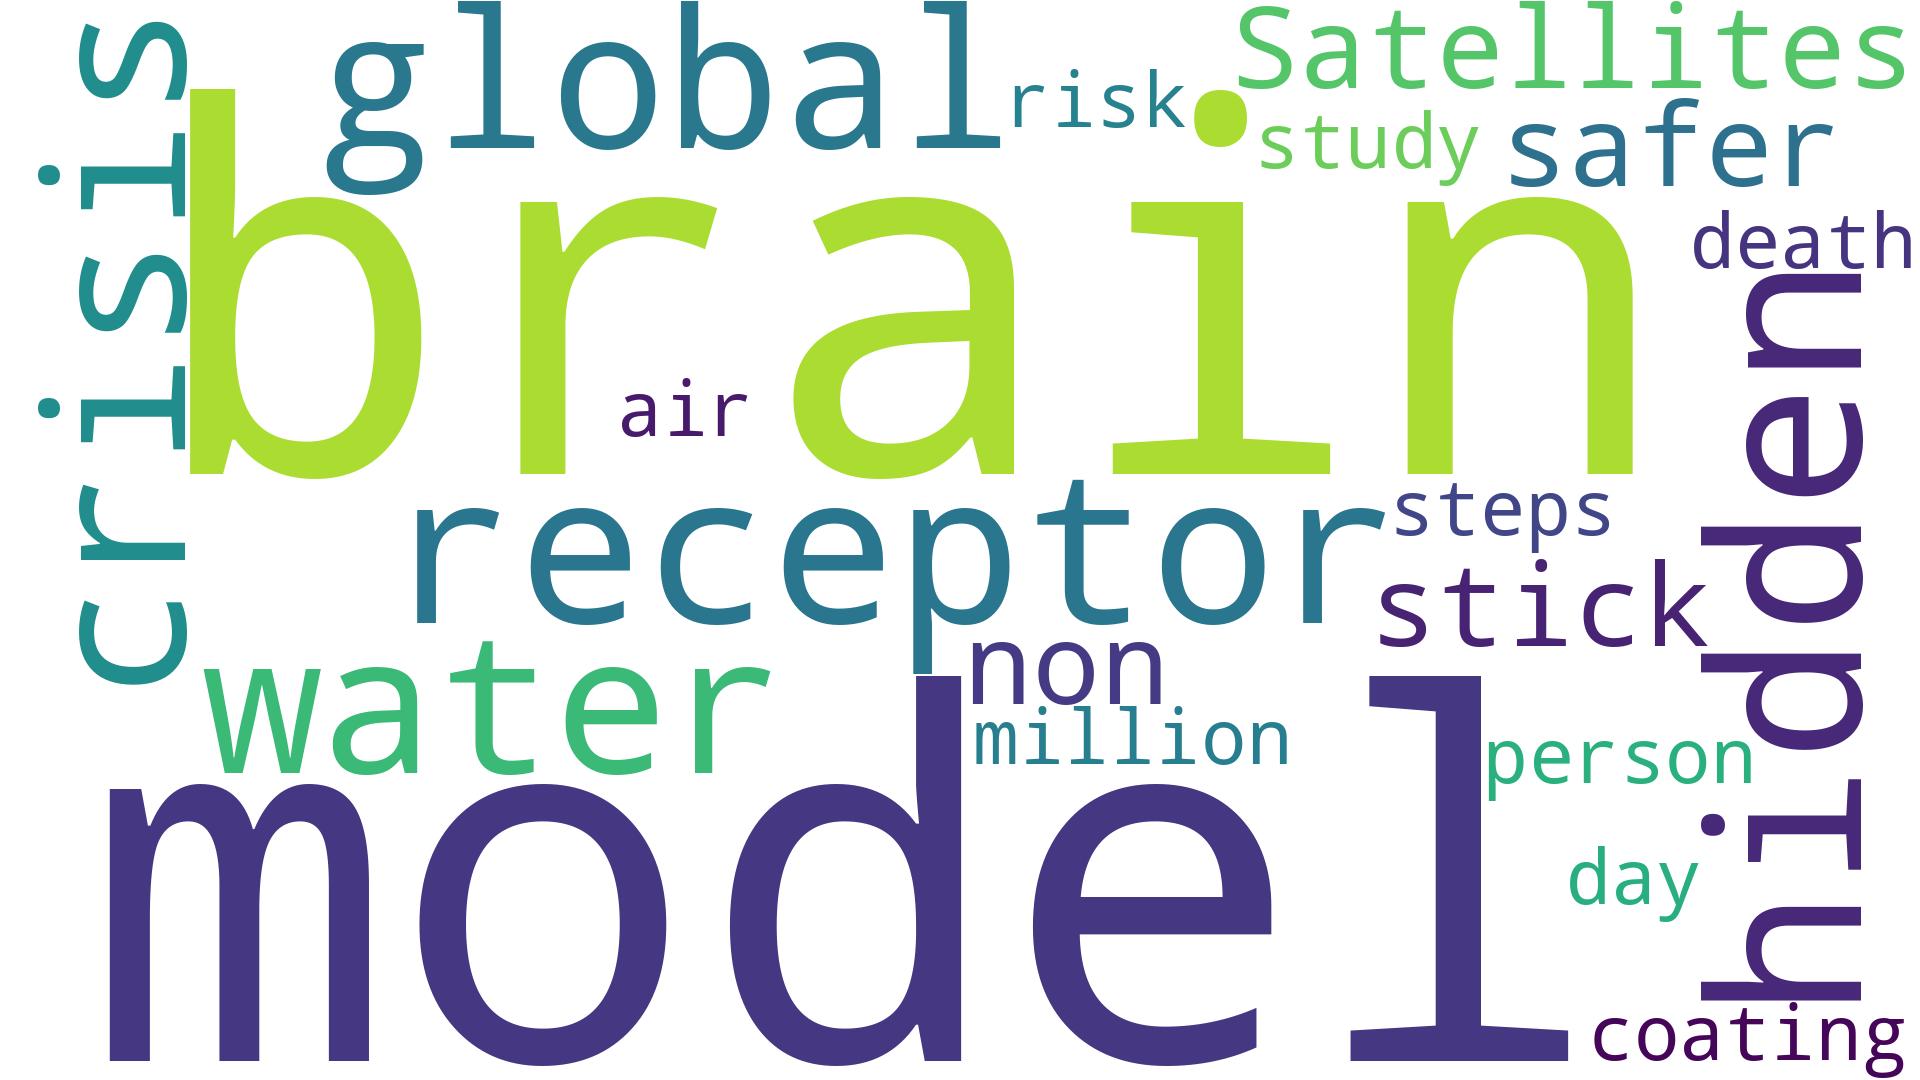 crisis
global
risk
Satellites
study
safer
brain
death
air
hidden
receptor
steps
stick
water
non
million
model
person
day
coating